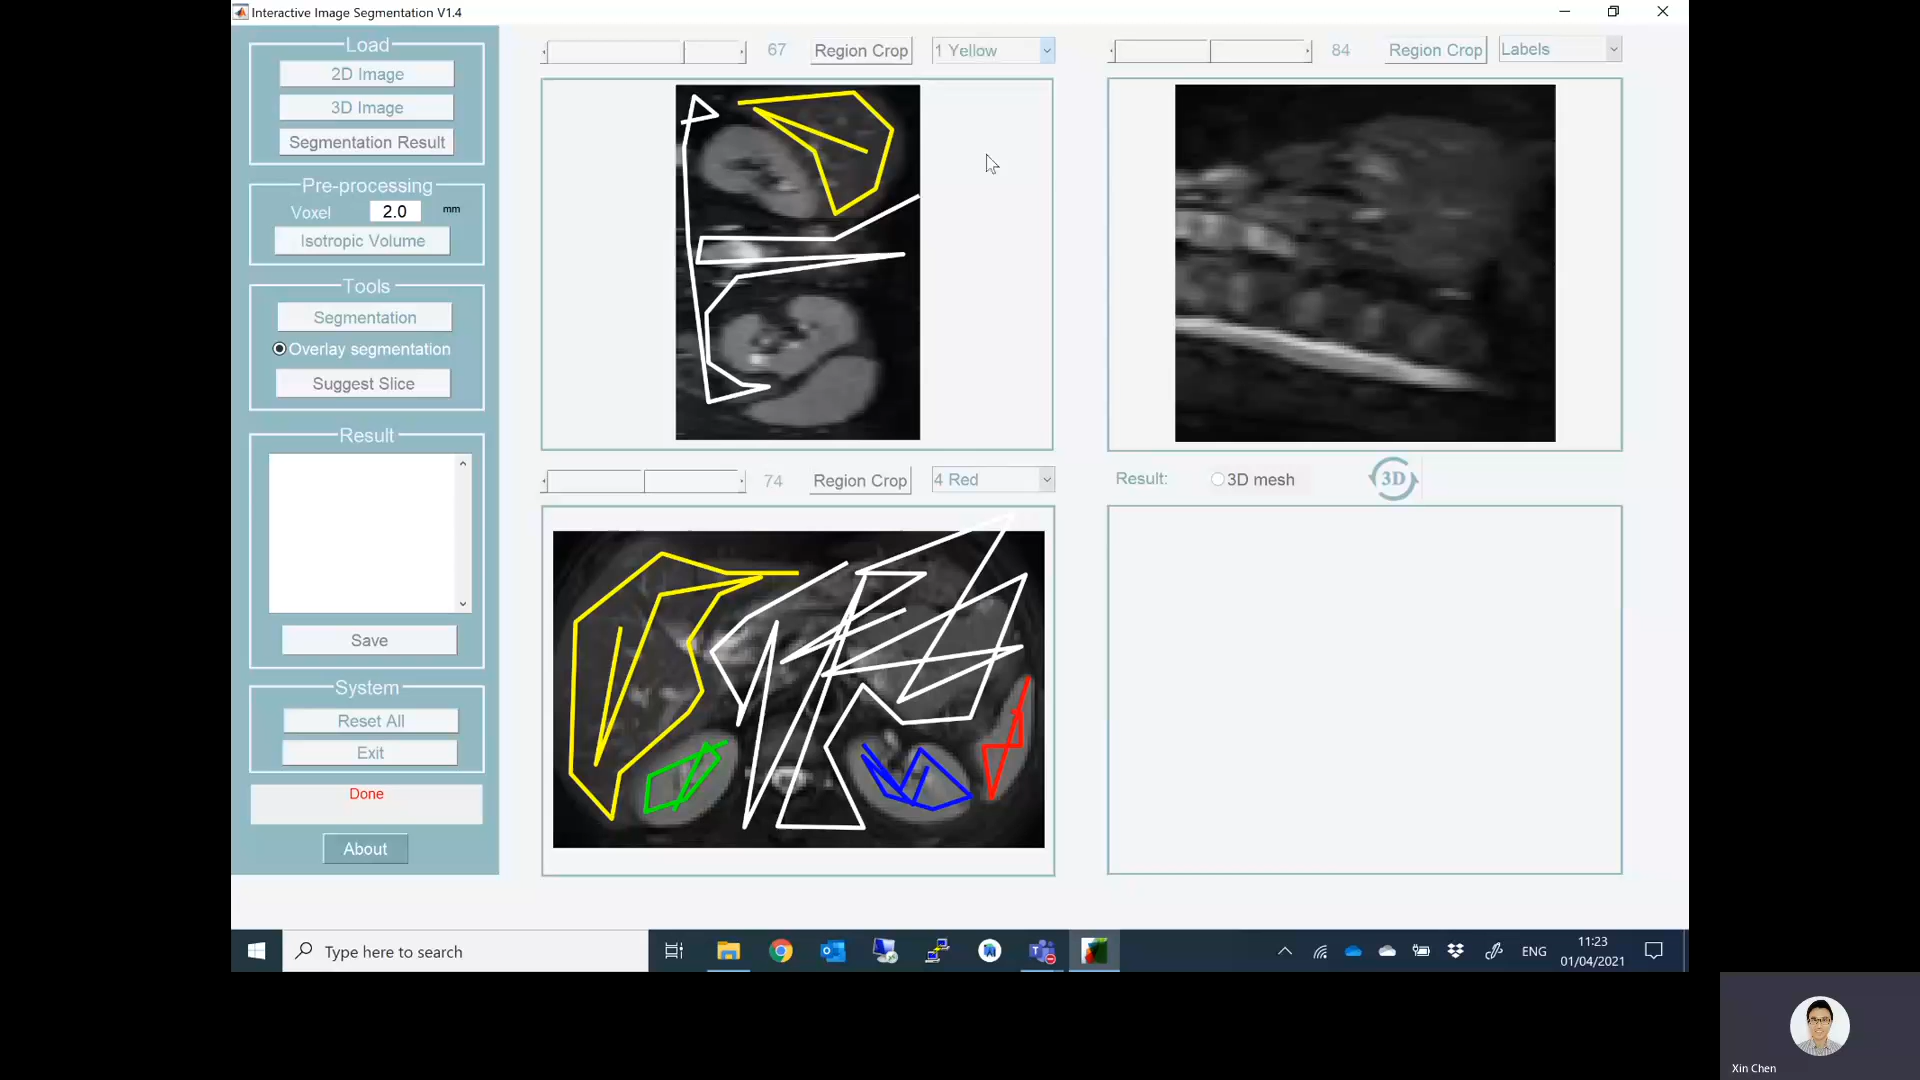 Interactive Image Segmentation V1.4
Load
2D Image
3D Image
Segmentation Result
Pre-processing
Voxel 2.0 mm
Isotropic Volume
Tools
Segmentation
Overlay segmentation
Suggest Slice
Result
Save
System
Reset All
Exit
Done
About
67 Region Crop 1 Yellow
84 Region Crop Labels
74 Region Crop 4 Red
Result: 3D mesh 3D
Type here to search
ENG
11:23
01/04/2021
Xin Chen